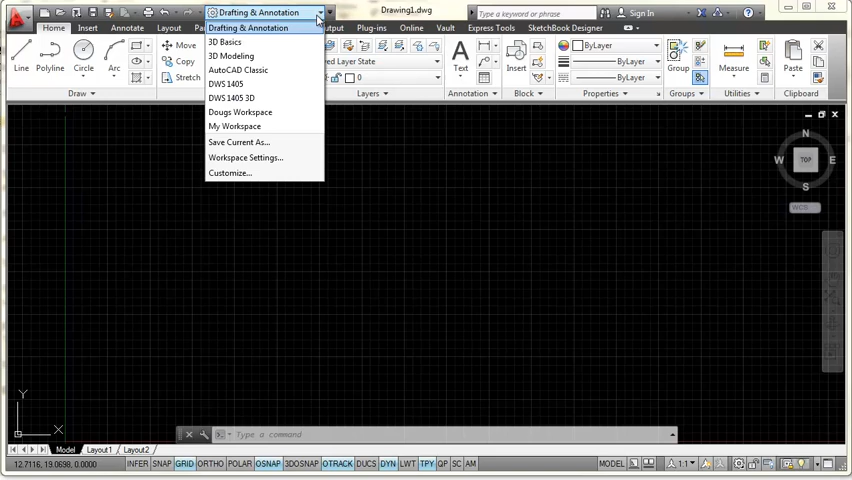 Drafting & Annotation
Drawing1.dwg
Type a keyword or phrase
Sign In
Home Insert Annotate Layout Pa
Output Plug-ins Online Vault Express Tools SketchBook Designer
Line
Polyline
Circle
Arc
Move
Copy
Stretch
Draw
Drafting & Annotation
3D Basics
3D Modeling
AutoCAD Classic
DWS 1405
DWS 1405 3D
Dougs Workspace
My Workspace
Save Current As...
Workspace Settings...
Customize...
ved Layer State
0
Layers
Annotation
Insert
Block
ByLayer
ByLayer
ByLayer
Properties
Group
Groups
Measure
Utilities
Paste
Clipboard
N
W TOP E
S
WCS
Y
X
Type a command
Model Layout1 Layout2
12.7116, 19.0698, 0.0000 INFER SNAP GRID ORTHO POLAR OSNAP 3DOSNAP OTRACK DUCS DYN LWT TPY QP SC AM MODEL 1:1